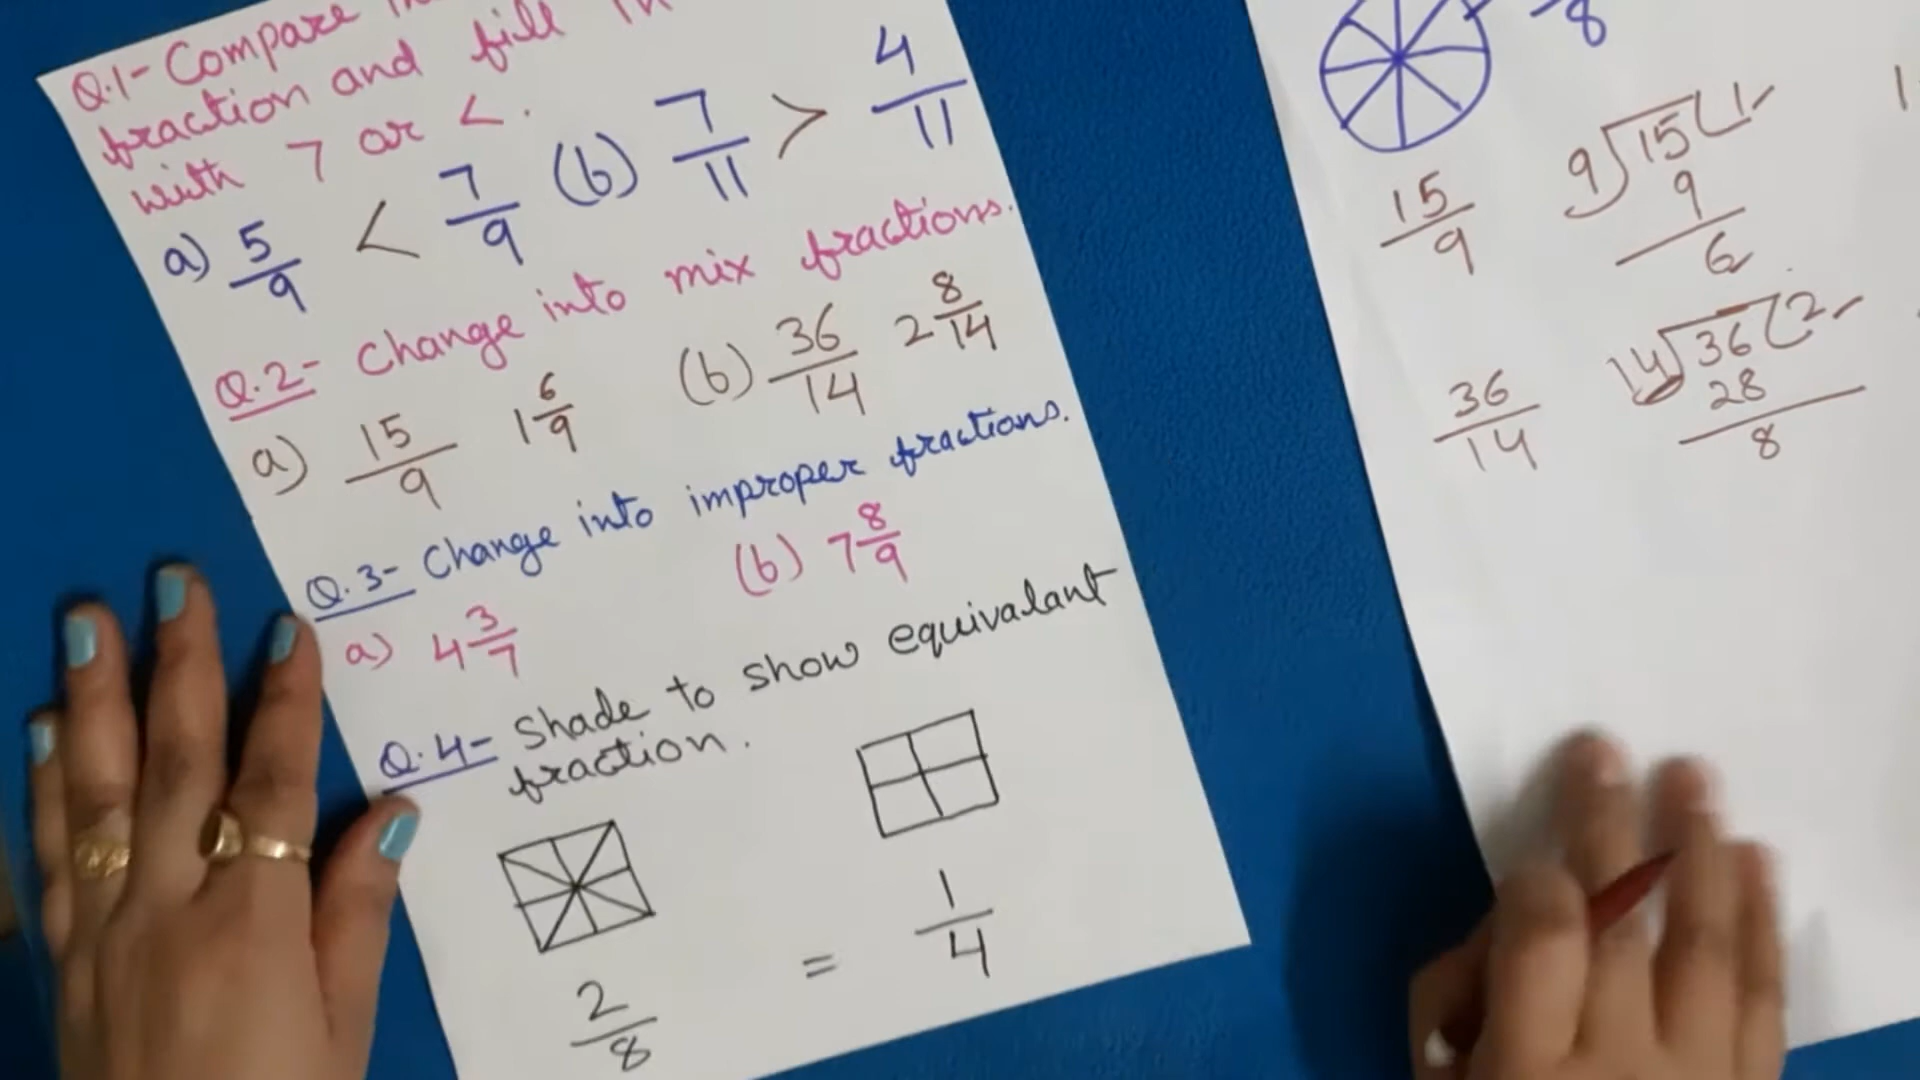 Q.1- Compare
fraction and fill in
with 7 or <.
a) 5/9 < 7/9 (b) 7/11 > 4/11
Q.2- Change into mix fractions.
a) 15/9 1 6/9 (b) 36/14 2 8/14
Q.3- Change into improper fractions.
a) 4 3/7 (b) 7 8/9
Q.4- Shade to show equivalant
fraction.
2/8 = 1/4
8
15/9 9)15(1
9
6
36/14 14)36(2
28
8